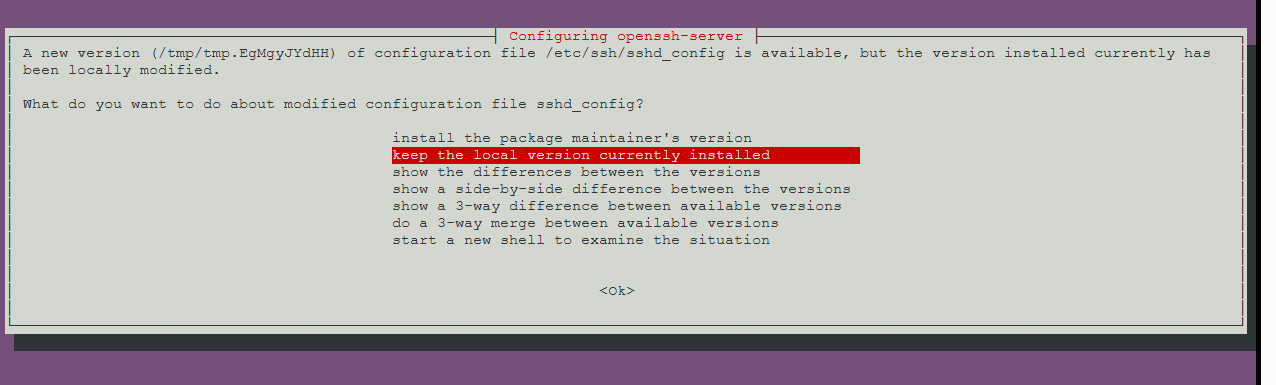 Configuring openssh-server
A new version (/tmp/tmp.EgMgyJYdHH) of configuration file /etc/ssh/sshd_config is available, but the version installed currently has
been locally modified.
What do you want to do about modified configuration file sshd_config?
install the package maintainer's version
keep the local version currently installed
show the differences between the versions
show a side-by-side difference between the versions
show a 3-way difference between available versions
do a 3-way merge between available versions
start a new shell to examine the situation
<Ok>